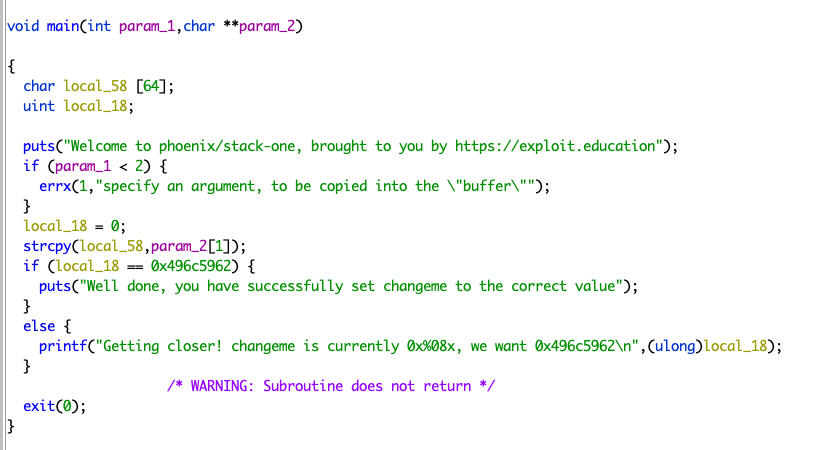 void main(int param_1,char **param_2)
{
char local_58 [64];
uint local_18;
puts("Welcome to phoenix/stack-one, brought to you by https://exploit.education");
if (param_1 < 2) {
errx(1,"specify an argument, to be copied into the \"buffer\"");
}
local_18 = 0;
strcpy(local_58,param_2[1]);
if (local_18 == 0x496c5962) {
puts("Well done, you have successfully set changeme to the correct value");
}
else {
printf("Getting closer! changeme is currently 0x%08x, we want 0x496c5962\n",(ulong)local_18);
}
/* WARNING: Subroutine does not return */
exit(0);
}